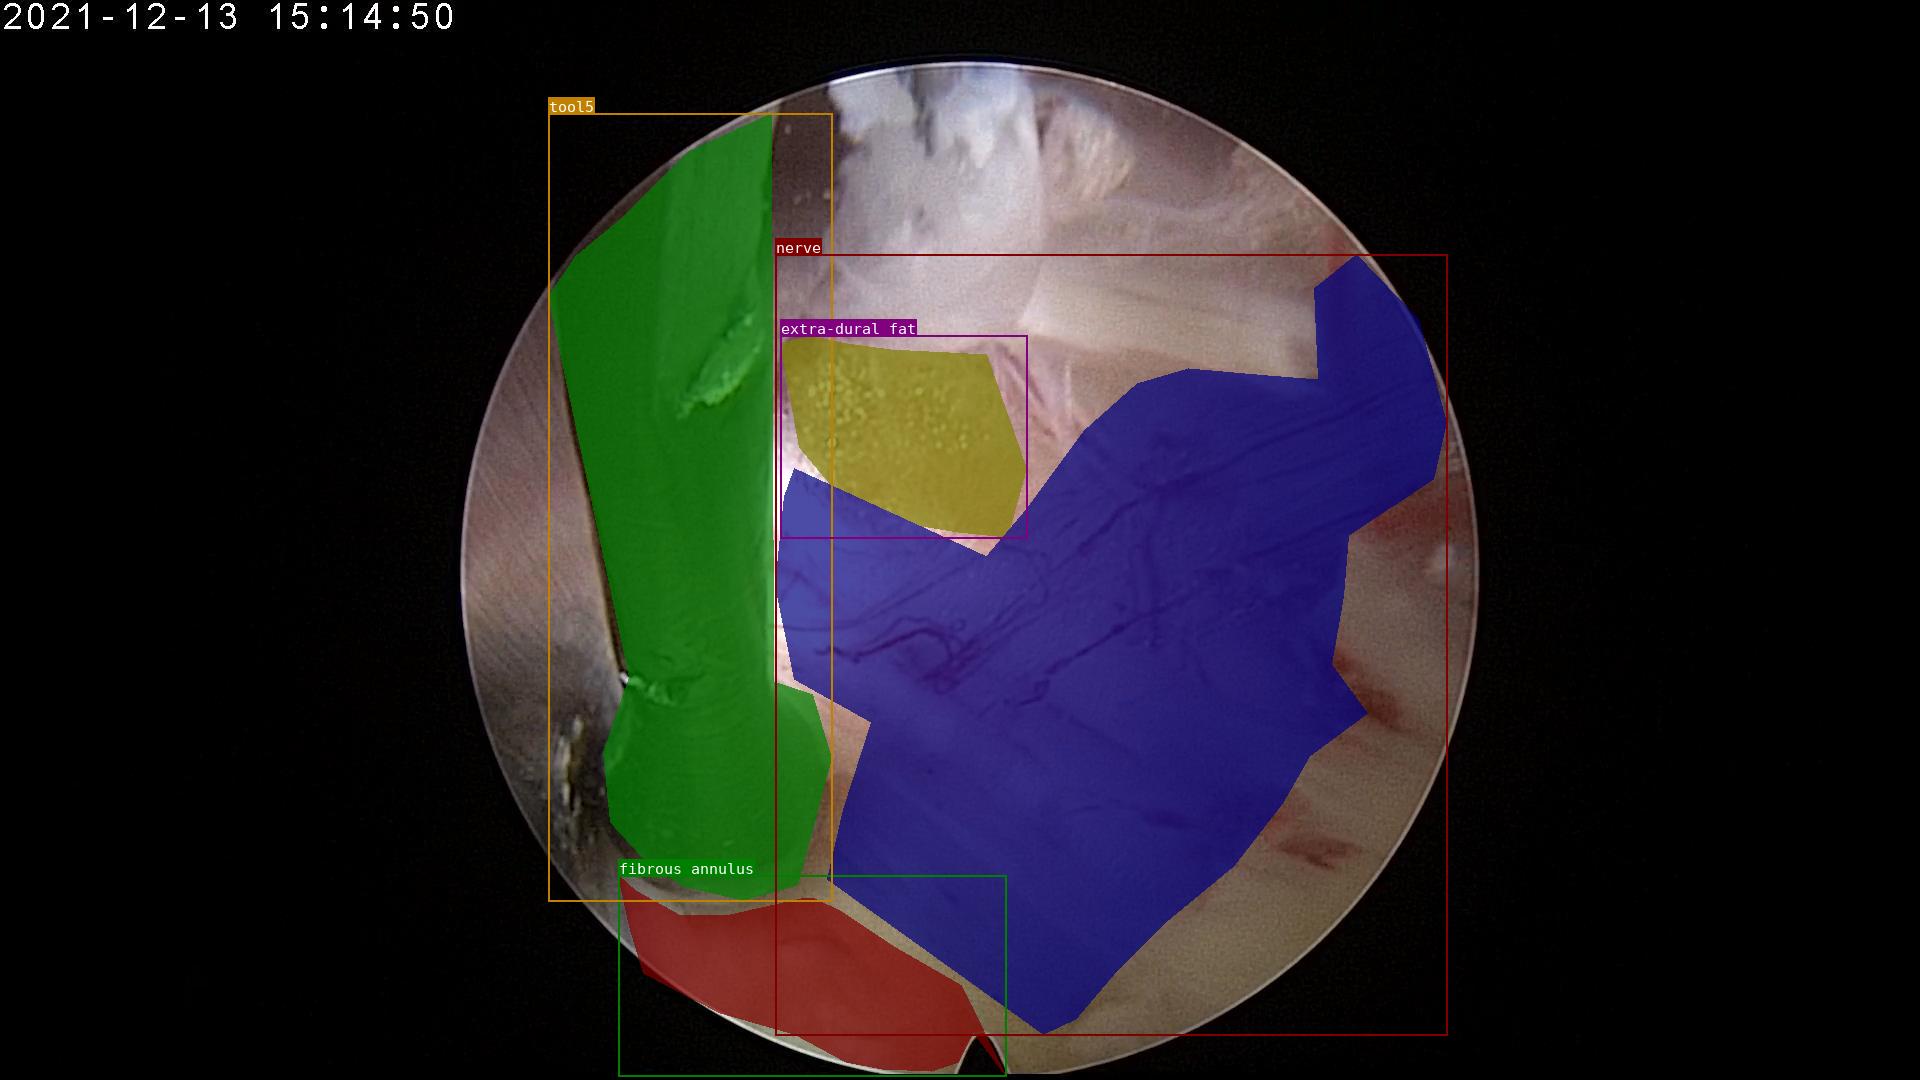 2021-12-13 15:14:50
tool5
nerve
extra-dural fat
fibrous annulus